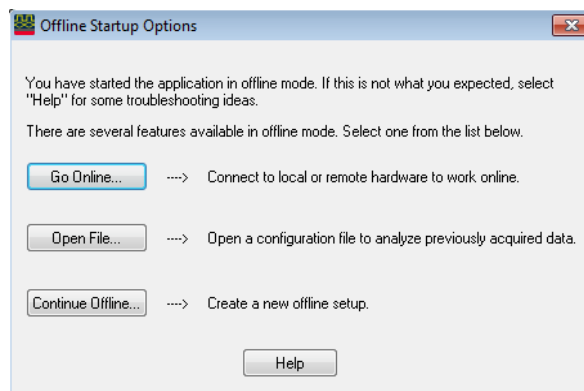 Offline Startup Options
You have started the application in offline mode. If this is not what you expected, select
"Help" for some troubleshooting ideas.
There are several features available in offline mode. Select one from the list below.
Go Online... ----> Connect to local or remote hardware to work online.
Open File... ----> Open a configuration file to analyze previously acquired data.
Continue Offline... ----> Create a new offline setup.
Help